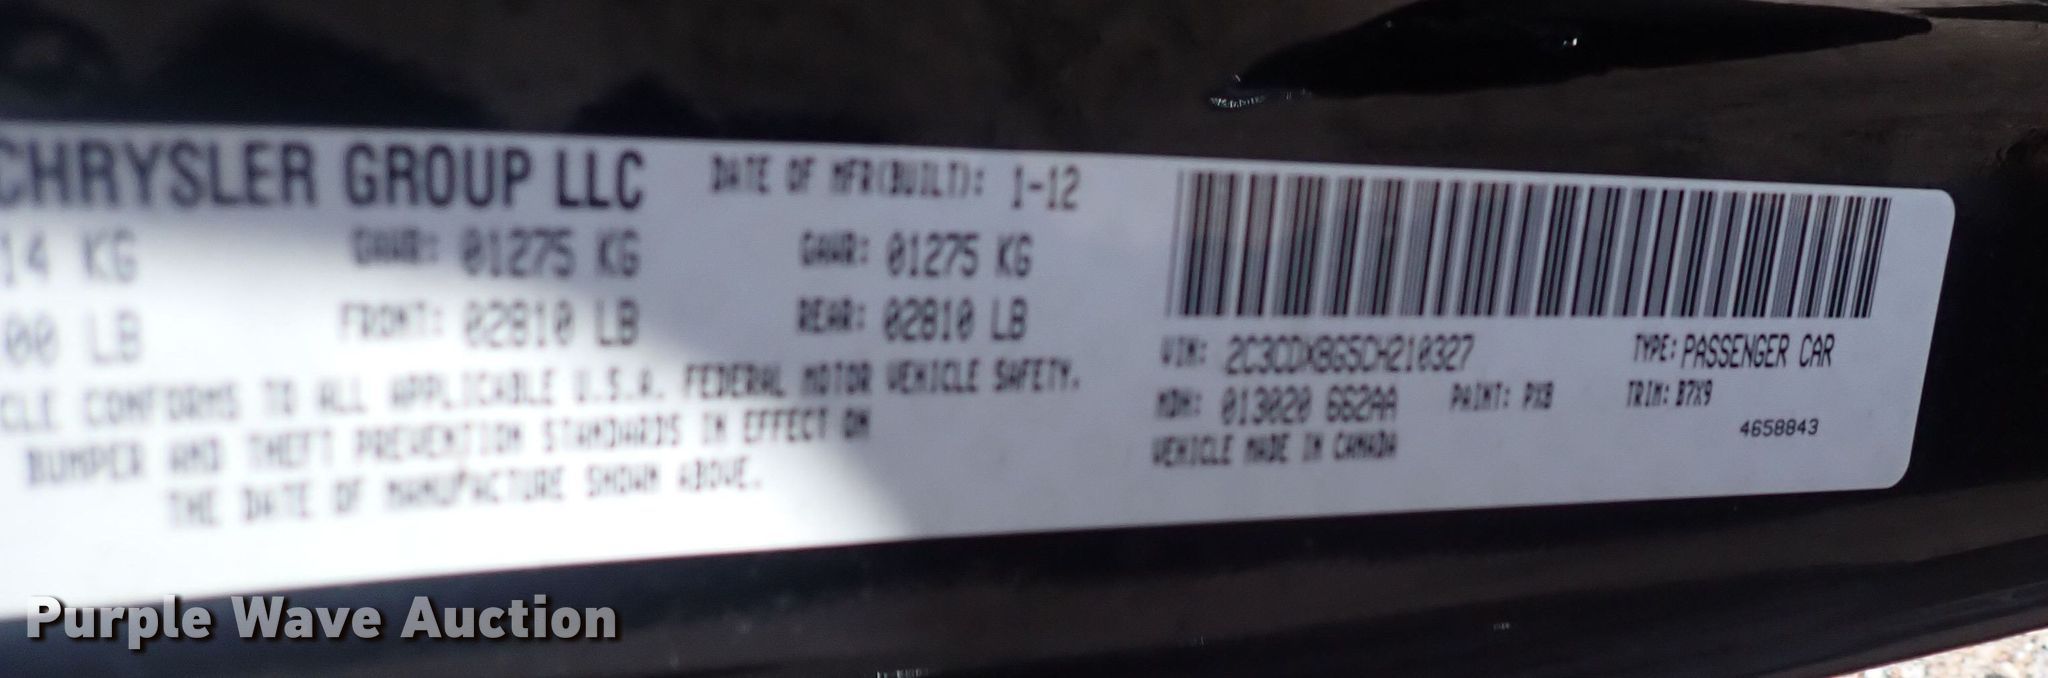 CHRYSLER GROUP LLC DATE OF MFR(BUILT): 1-12
14 KG GAWR: 01275 KG GAWR: 01275 KG
00 LB FRONT: 02810 LB REAR: 02810 LB
CLE CONFORMS TO ALL APPLICABLE U.S.A. FEDERAL MOTOR VEHICLE SAFETY,
BUMPER AND THEFT PREVENTION STANDARDS IN EFFECT ON
THE DATE OF MANUFACTURE SHOWN ABOVE.
VIN: 2C3CDXBG5CH210327 TYPE: PASSENGER CAR
MDH: 013020 662AA PAINT: PX8 TRIM: B7X9
VEHICLE MADE IN CANADA 4658843
Purple Wave Auction